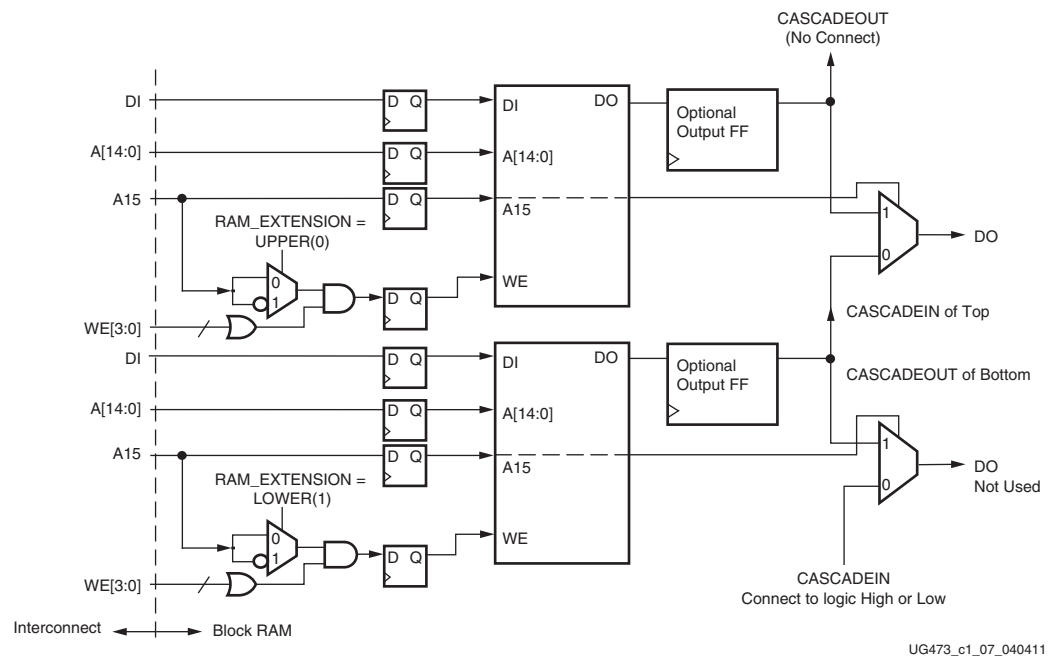 CASCADEOUT
(No Connect)
DI
D Q
DI
DO
Optional
Output FF
A[14:0]
D Q
A[14:0]
A15
D Q
A15
1
DO
0
RAM_EXTENSION =
UPPER(0)
0
1
D Q
WE
WE[3:0]
CASCADEIN of Top
DI
D Q
DI
DO
Optional
Output FF
CASCADEOUT of Bottom
A[14:0]
D Q
A[14:0]
A15
D Q
A15
1
DO
Not Used
0
RAM_EXTENSION =
LOWER(1)
0
1
D Q
WE
WE[3:0]
CASCADEIN
Connect to logic High or Low
Interconnect
Block RAM
UG473_c1_07_040411